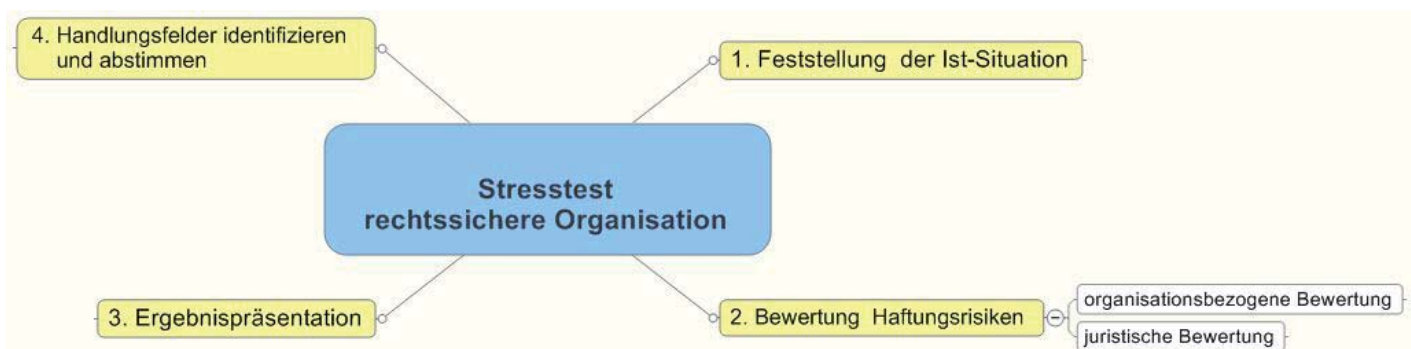 4. Handlungsfelder identifizieren
und abstimmen
1. Feststellung der Ist-Situation
Stresstest
rechtssichere Organisation
3. Ergebnispräsentation
2. Bewertung Haftungsrisiken
organisationsbezogene Bewertung
juristische Bewertung